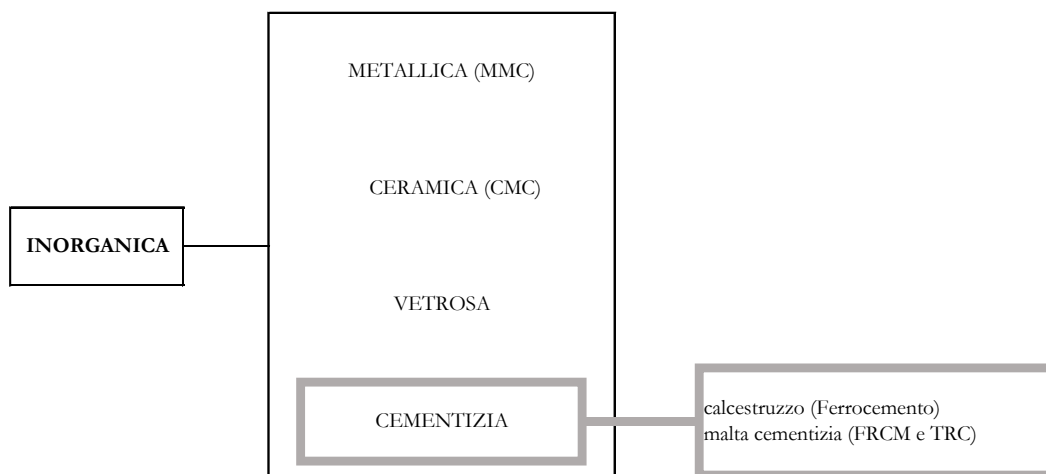 METALLICA (MMC)
CERAMICA (CMC)
INORGANICA
VETROSA
CEMENTIZIA
calcestruzzo (Ferrocemento)
malta cementizia (FRCM e TRC)